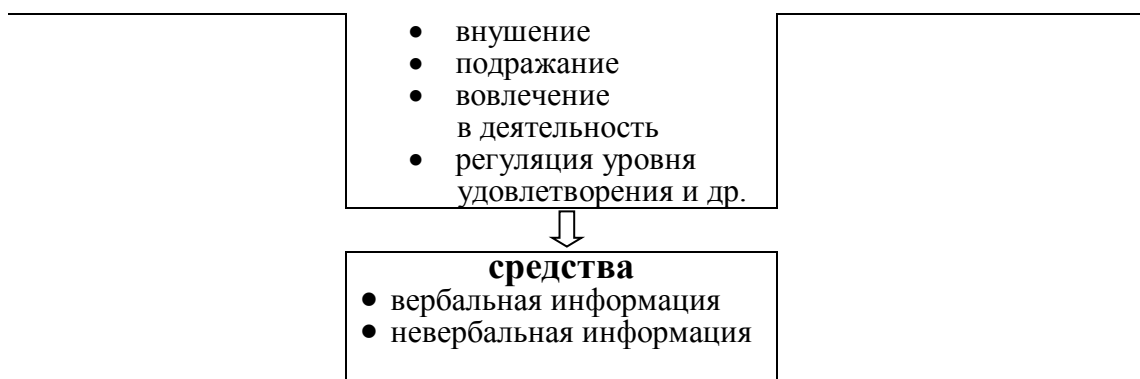 • внушение
• подражание
• вовлечение
в деятельность
• регуляция уровня
удовлетворения и др.
средства
• вербальная информация
• невербальная информация